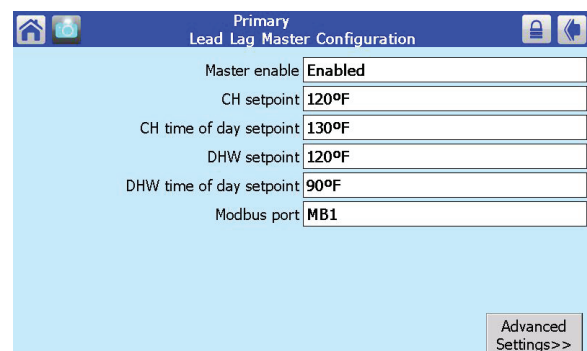 Primary
Lead Lag Master Configuration
Master enable Enabled
CH setpoint 120ºF
CH time of day setpoint 130ºF
DHW setpoint 120ºF
DHW time of day setpoint 90ºF
Modbus port MB1
Advanced
Settings>>